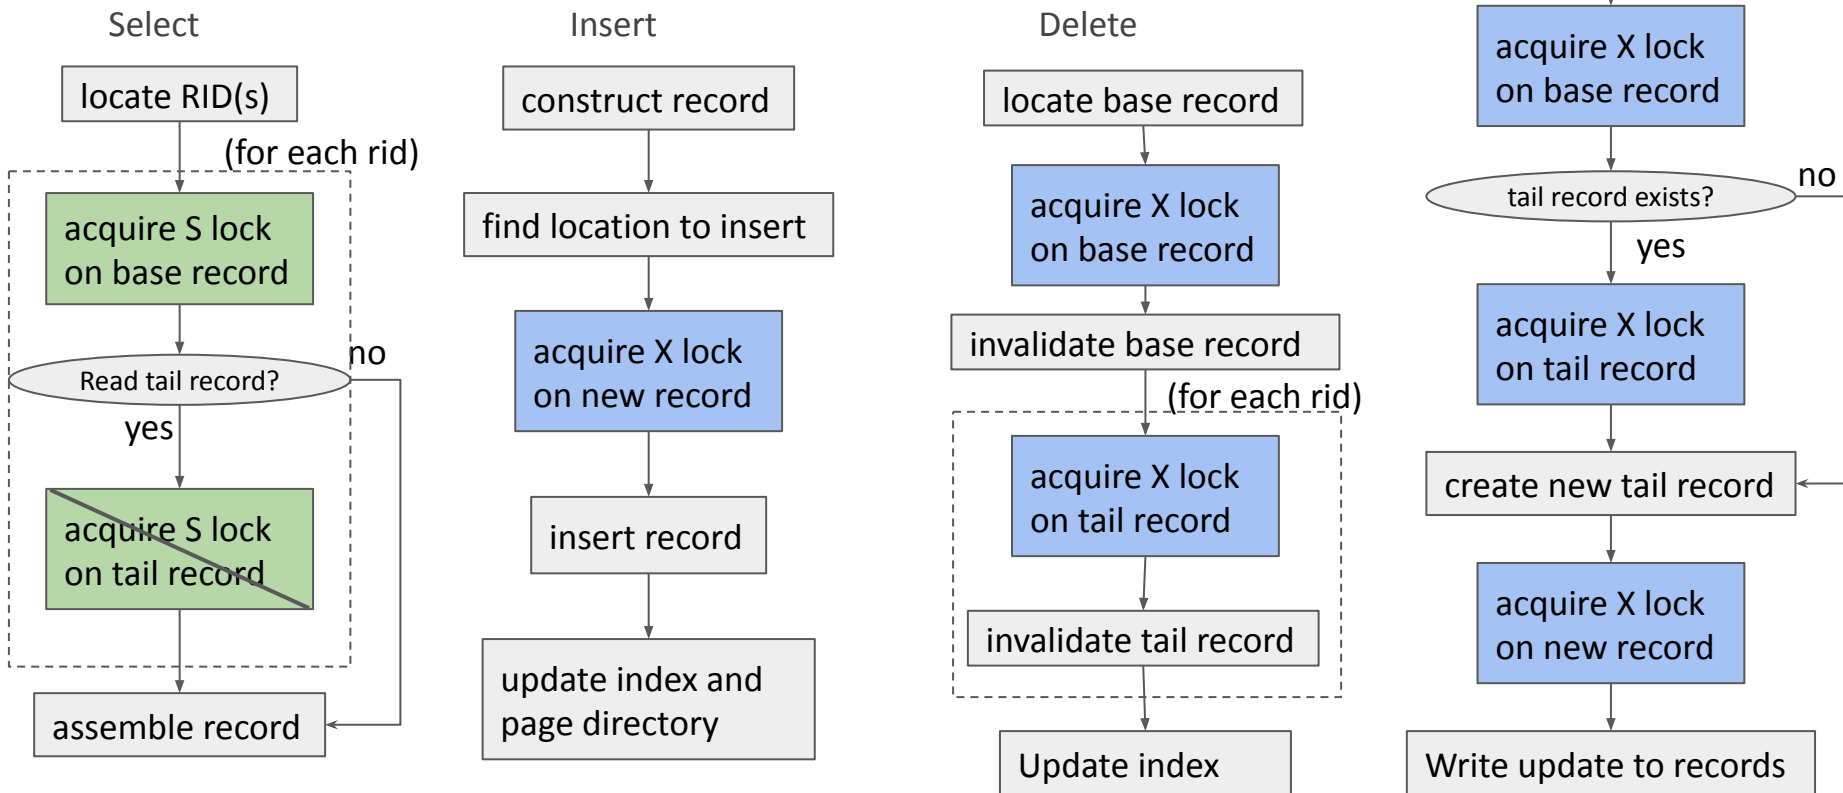 Select
locate RID(s)
(for each rid)
acquire S lock
on base record
Read tail record?
no
yes
acquire S lock
on tail record
assemble record
Insert
construct record
find location to insert
acquire X lock
on new record
insert record
update index and
page directory
Delete
locate base record
acquire X lock
on base record
invalidate base record
(for each rid)
acquire X lock
on tail record
invalidate tail record
Update index
acquire X lock
on base record
tail record exists?
no
yes
acquire X lock
on tail record
create new tail record
acquire X lock
on new record
Write update to records